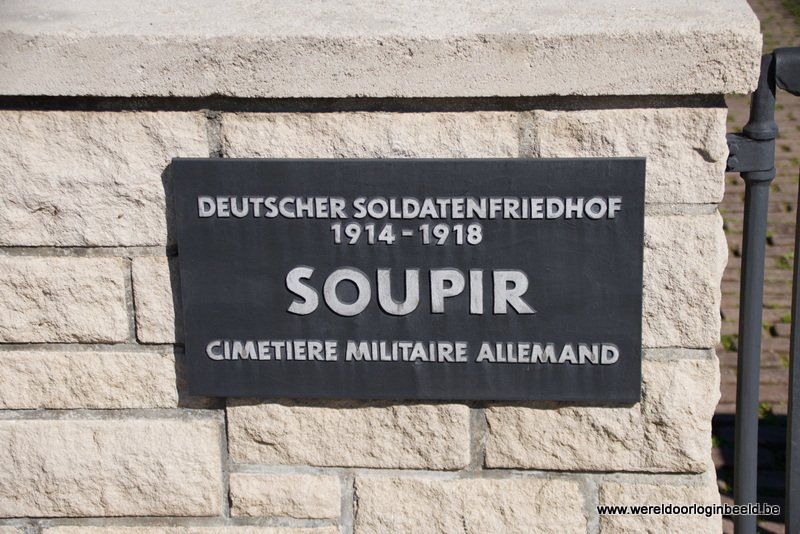 DEUTSCHER SOLDATENFRIEDHOF
1914 - 1918
SOUPIR
CIMETIERE MILITAIRE ALLEMAND
www.wereldoorloginbeeld.be